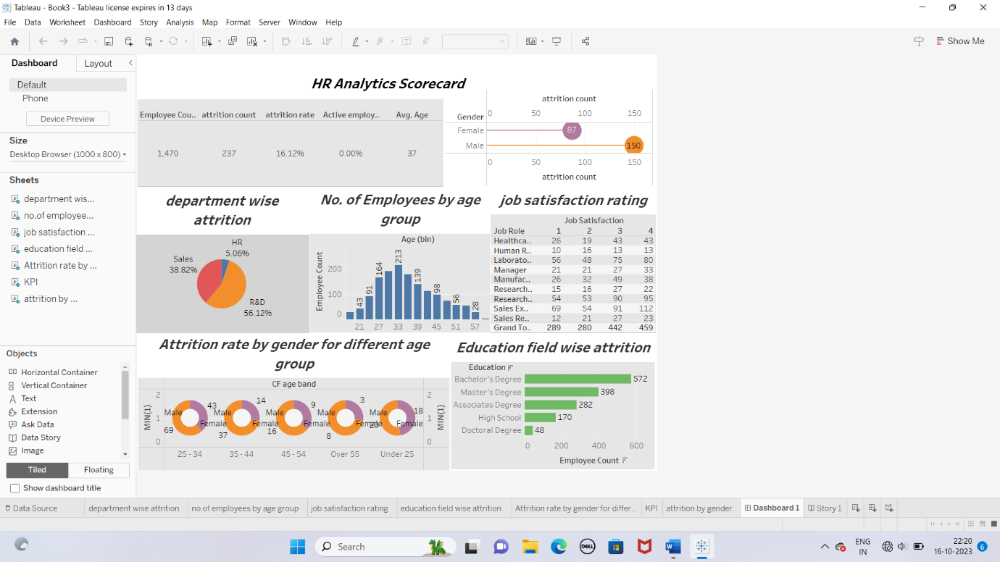 Tableau - Book3 - Tableau license expires in 13 days
File Data Worksheet Dashboard Story Analysis Map Format Server Window Help
Show Me
Dashboard
Layout
Default
Phone
Device Preview
Size
Desktop Browser (1000 x 800)
Sheets
department wis...
no.of employee...
job satisfaction ...
education field ...
Attrition rate by ...
KPI
attrition by ...
Objects
Horizontal Container
Vertical Container
Text
Extension
Ask Data
Data Story
Image
Tiled
Floating
Show dashboard title
HR Analytics Scorecard
Employee Cou.. attrition count attrition rate Active employ.. Avg. Age
1,470 237 16.12% 0.00% 37
attrition count
Gender 0 50 100 150
Female 87
Male 150
0 50 100 150
attrition count
department wise
attrition
HR
5.06%
Sales
38.82%
R&D
56.12%
No. of Employees by age
group
Age (bin)
Employee Count
200
100
0
43 91 164 213 139 98 56 28
21 27 33 39 45 51 57
job satisfaction rating
Job Satisfaction
Job Role 1 2 3 4
Healthca.. 26 19 43 43
Human R.. 10 16 13 13
Laborato.. 56 48 75 80
Manager 21 21 27 33
Manufac.. 26 32 49 38
Research.. 15 16 27 22
Research.. 54 53 90 95
Sales Ex.. 69 54 91 112
Sales Re.. 12 21 27 23
Grand To.. 289 280 442 459
Attrition rate by gender for different age
group
CF age band
MIN(1)
2
1
0
Male 69 Female 43
Male 37 Female 14
Male 16 Female 9
Male 8 Female 3
Male 20 Female 18
2
1
0
MIN(1)
25 - 34 35 - 44 45 - 54 Over 55 Under 25
Education field wise attrition
Education
Bachelor's Degree 572
Master's Degree 398
Associates Degree 282
High School 170
Doctoral Degree 48
0 200 400 600
Employee Count
Data Source department wise attrition no.of employees by age group job satisfaction rating education field wise attrition Attrition rate by gender for differ... KPI attrition by gender Dashboard 1 Story 1
Search
DELL
ENG
IN
22:20
16-10-2023
6